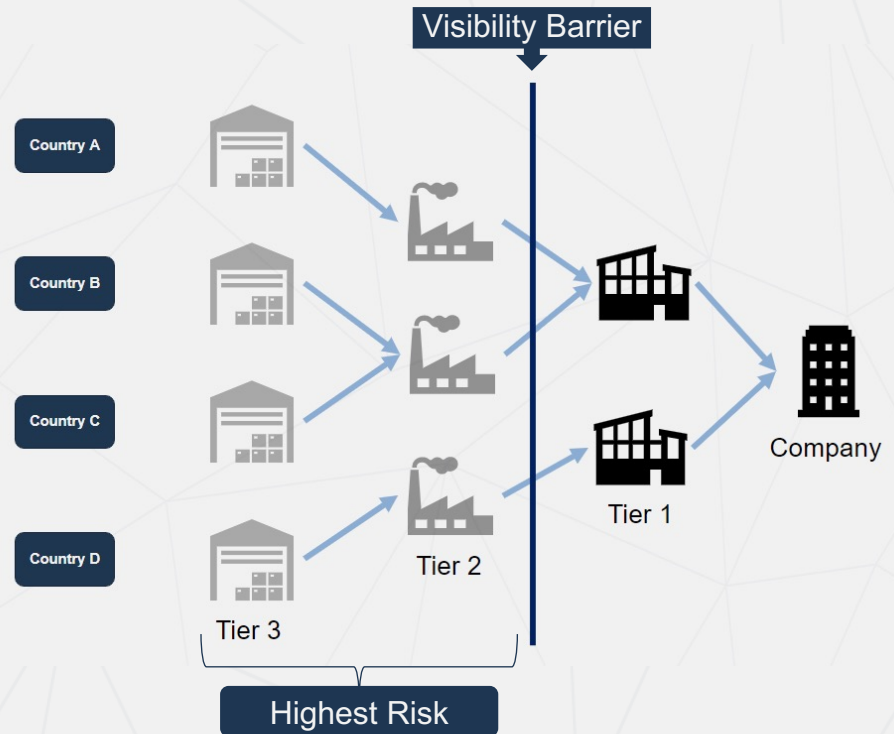 Visibility Barrier
Country A
Country B
Country C
Company
Tier 1
Country D
Tier 2
Tier 3
Highest Risk